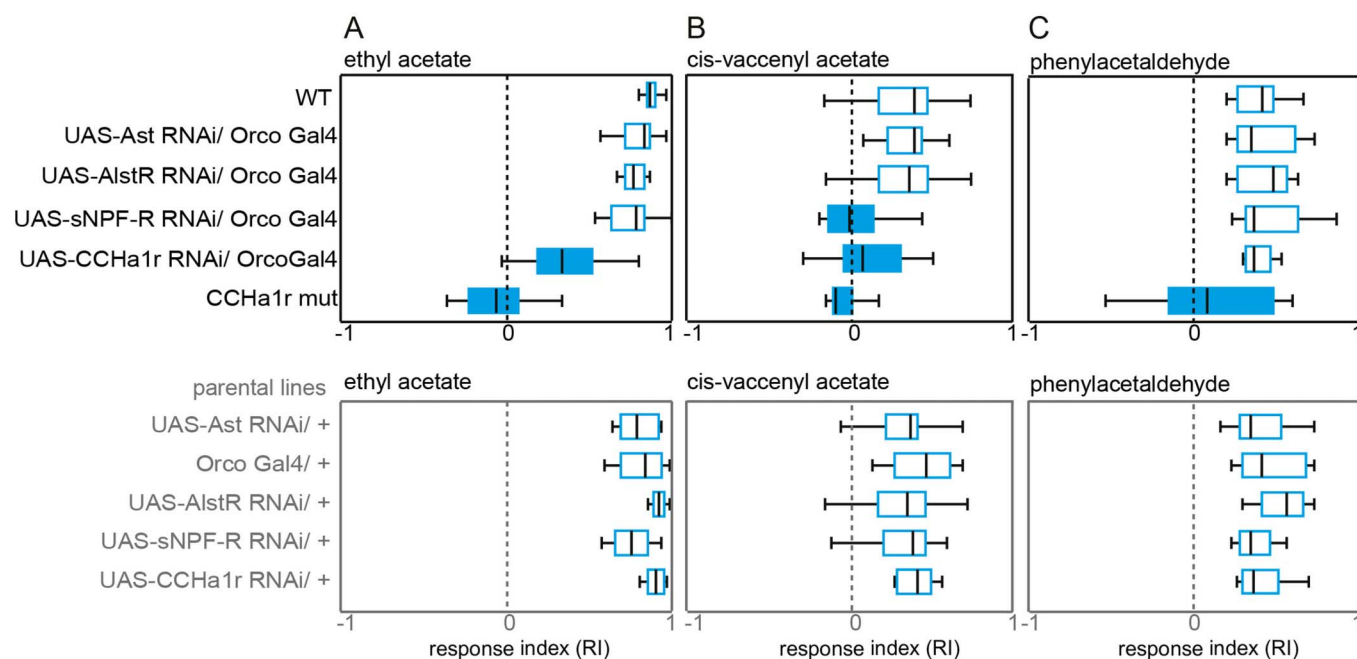 A
B
C
ethyl acetate
cis-vaccenyl acetate
phenylacetaldehyde
WT
UAS-Ast RNAi/ Orco Gal4
UAS-AlstR RNAi/ Orco Gal4
UAS-sNPF-R RNAi/ Orco Gal4
UAS-CCHa1r RNAi/ OrcoGal4
CCHa1r mut
-1 0 1
-1 0 1
-1 0 1
parental lines
ethyl acetate
cis-vaccenyl acetate
phenylacetaldehyde
UAS-Ast RNAi/ +
Orco Gal4/ +
UAS-AlstR RNAi/ +
UAS-sNPF-R RNAi/ +
UAS-CCHa1r RNAi/ +
-1 0 1
-1 0 1
-1 0 1
response index (RI)
response index (RI)
response index (RI)